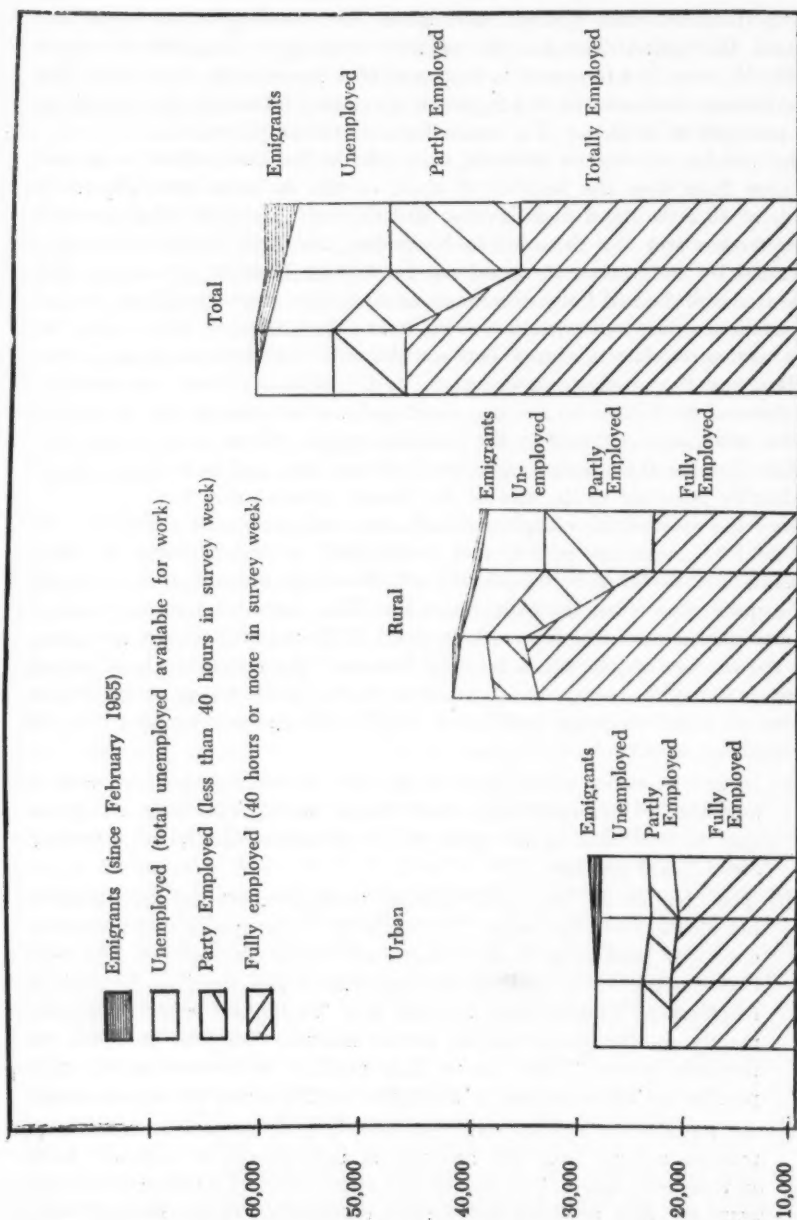 Emigrants (since February 1955)
Unemployed (total unemployed available for work)
Party Employed (less than 40 hours in survey week)
Fully employed (40 hours or more in survey week)
Urban
Rural
Total
Emigrants
Unemployed
Partly Employed
Fully
Employed
Emigrants
Un-
employed
Partly
Employed
Fully
Employed
Emigrants
Unemployed
Partly Employed
Totally Employed
60,000
50,000
40,000
30,000
20,000
10,000